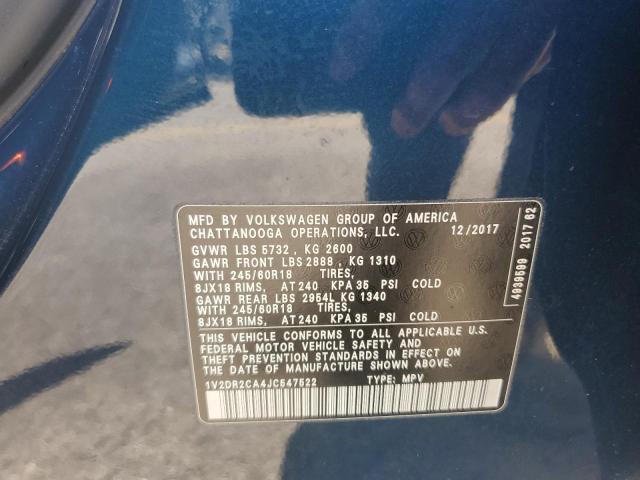 MFD BY VOLKSWAGEN GROUP OF AMERICA
CHATTANOOGA OPERATIONS, LLC. 12/2017
GVWR LBS 5732 , KG 2600
GAWR FRONT LBS 2888 , KG 1310
WITH 245/60R18 TIRES,
8JX18 RIMS, AT 240 KPA 35 PSI COLD
GAWR REAR LBS 2954L KG 1340
WITH 245/60R18 TIRES,
8JX18 RIMS, AT 240 KPA 35 PSI COLD
THIS VEHICLE CONFORMS TO ALL APPLICABLE U.S.
FEDERAL MOTOR VEHICLE SAFETY AND
THEFT PREVENTION STANDARDS IN EFFECT ON
THE DATE OF MANUFACTURE SHOWN ABOVE
1V2DR2CA4JC547522 TYPE: MPV
4939599 2017 62